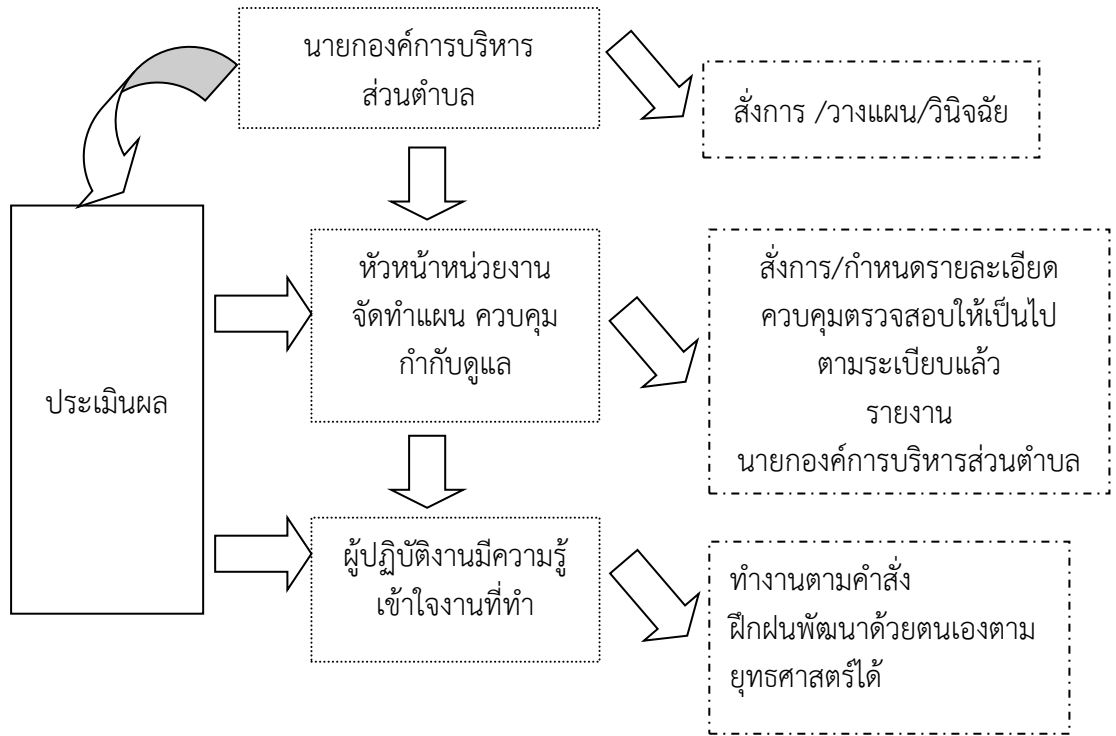 นายกองค์การบริหาร
ส่วนตำบล
สั่งการ /วางแผน/วินิจฉัย
หัวหน้าหน่วยงาน
จัดทำแผน ควบคุม
กำกับดูแล
สั่งการ/กำหนดรายละเอียด
ควบคุมตรวจสอบให้เป็นไป
ตามระเบียบแล้ว
รายงาน
นายกองค์การบริหารส่วนตำบล
ประเมินผล
ผู้ปฏิบัติงานมีความรู้
เข้าใจงานที่ทำ
ทำงานตามคำสั่ง
ฝึกฝนพัฒนาด้วยตนเองตาม
ยุทธศาสตร์ได้